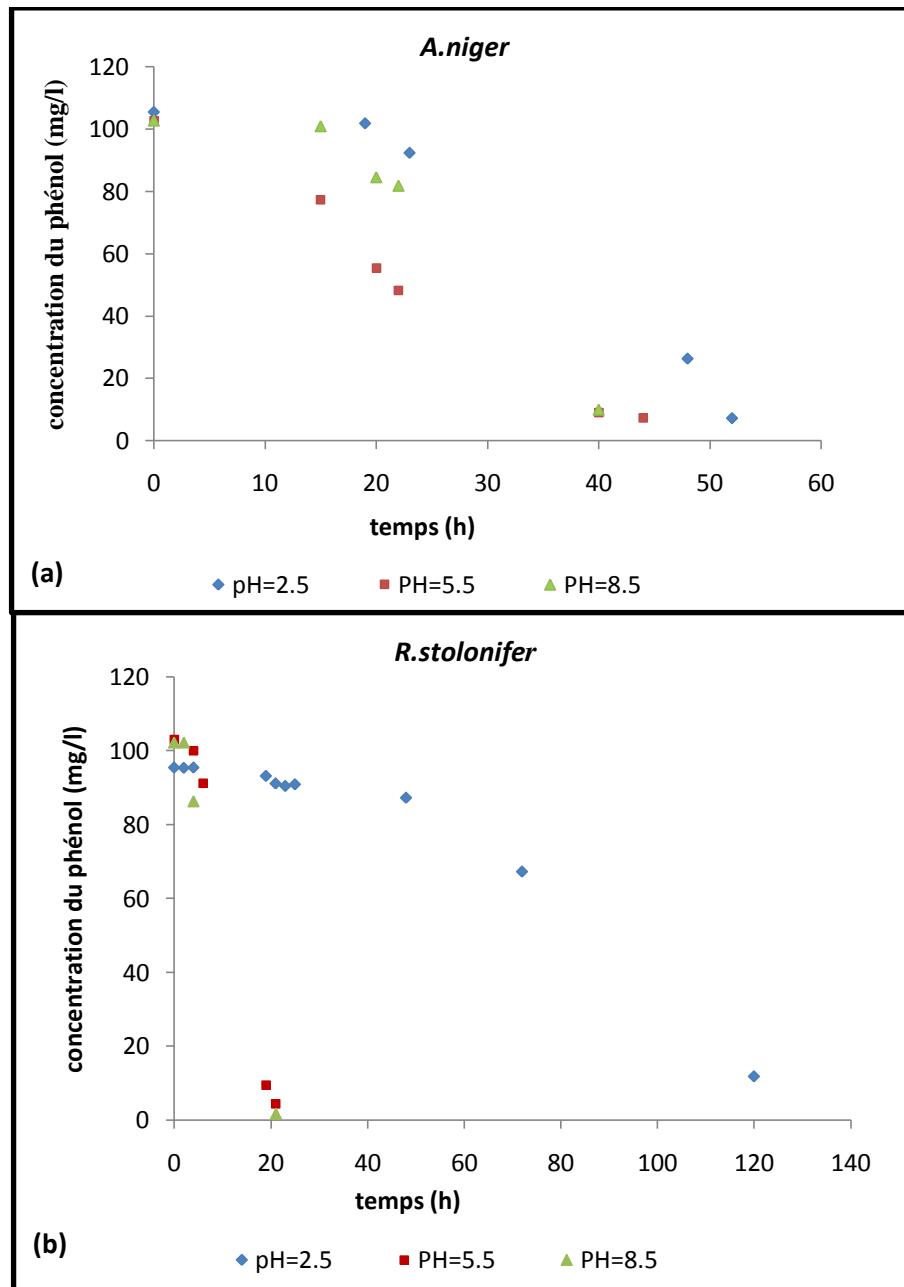 A.niger
concentration du phénol (mg/l)
120
100
80
60
40
20
0
0 10 20 30 40 50 60
temps (h)
(a)
pH=2.5 PH=5.5 PH=8.5
R.stolonifer
concentration du phénol (mg/l)
120
100
80
60
40
20
0
0 20 40 60 80 100 120 140
temps (h)
(b)
pH=2.5 PH=5.5 PH=8.5